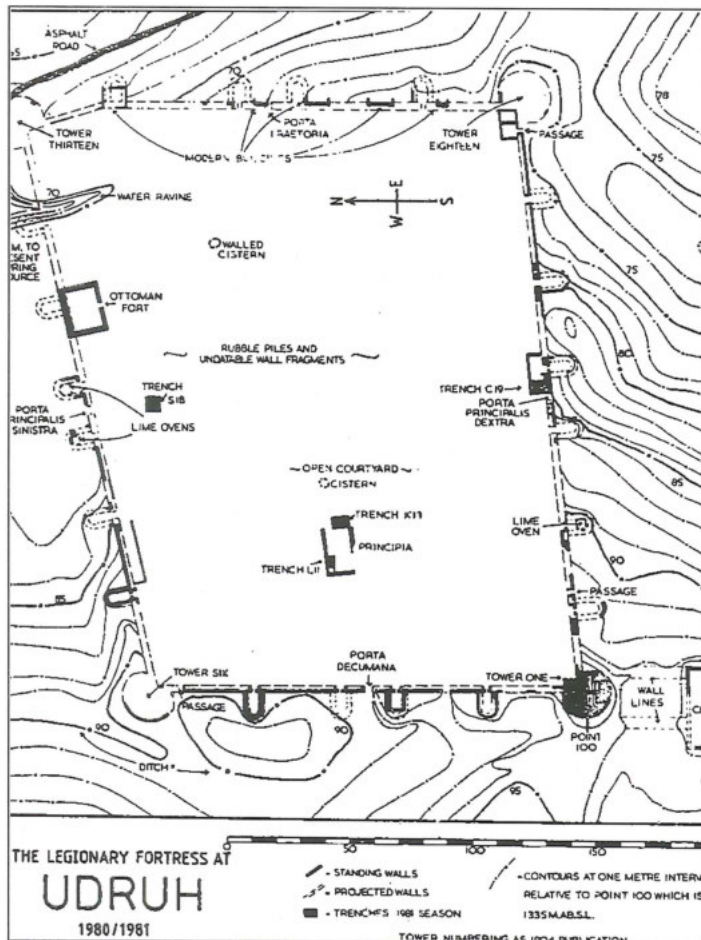 ASPHALT
ROAD
70
TOWER
THIRTEEN
MODERN
PORTA
PRAETORIA
TOWER
EIGHTEEN
PASSAGE
78
75
70
WATER RAVINE
N
E
S
W
WALLED
CISTERN
75
OTTOMAN
FORT
RUBBLE PILES AND
UNDATABLE WALL FRAGMENTS
80
TRENCH
S18
LIME OVENS
TRENCH C19
PORTA
PRINCIPALIS
DEXTRA
PORTA
RINCIPALIS
SINISTRA
OPEN COURTYARD
CISTERN
85
TRENCH K13
PRINCIPIA
TRENCH L11
LIME
OVEN
90
PASSAGE
85
PORTA
DECUMANA
TOWER SIX
PASSAGE
TOWER ONE
WALL
LINES
POINT
100
90
90
DITCH
95
0
50
100
150
THE LEGIONARY FORTRESS AT
UDRUH
1980/1981
- STANDING WALLS
- PROJECTED WALLS
- TRENCHES 1981 SEASON
- CONTOURS AT ONE METRE INTERV
RELATIVE TO POINT 100 WHICH IS
1335 M.AB.S.L.
TOWER NUMBERING AS 1904 PUBLICATION